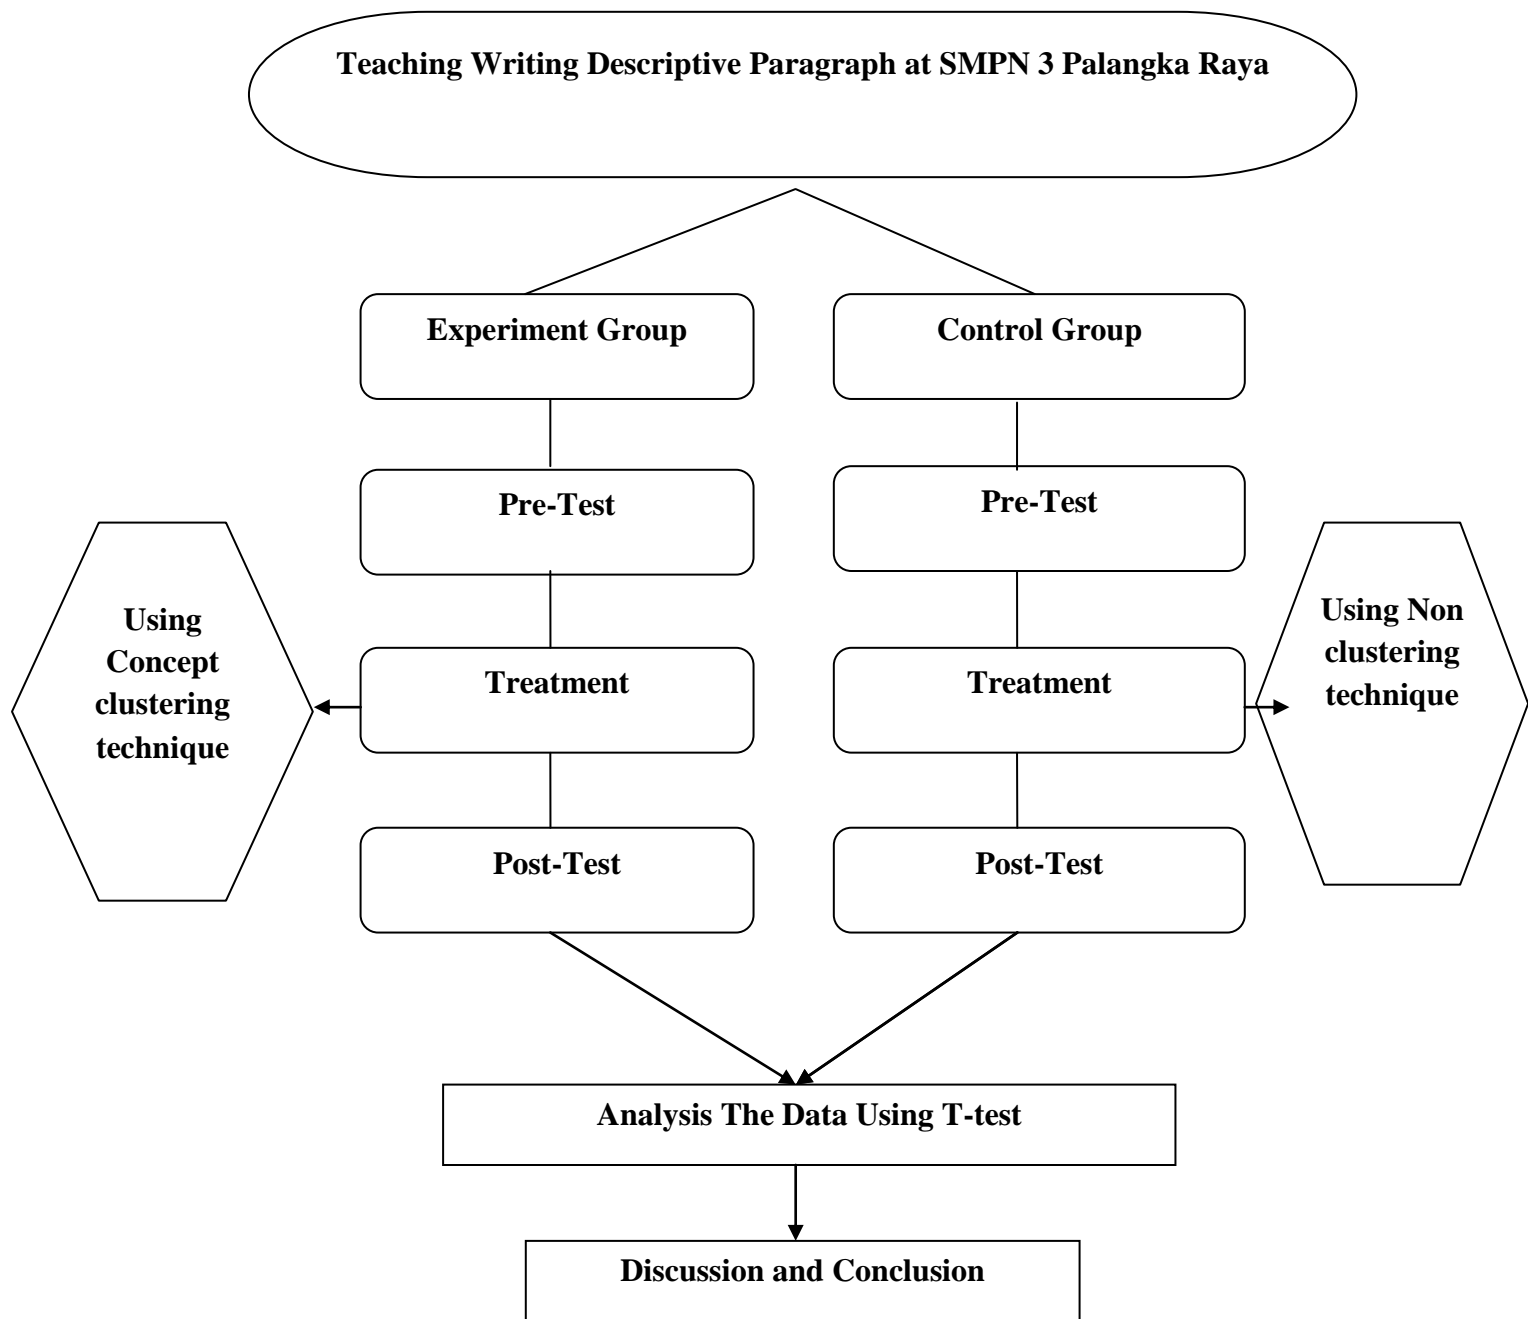 Teaching Writing Descriptive Paragraph at SMPN 3 Palangka Raya
Experiment Group
Control Group
Pre-Test
Pre-Test
Using
Concept
clustering
technique
Treatment
Treatment
Using Non
clustering
technique
Post-Test
Post-Test
Analysis The Data Using T-test
Discussion and Conclusion